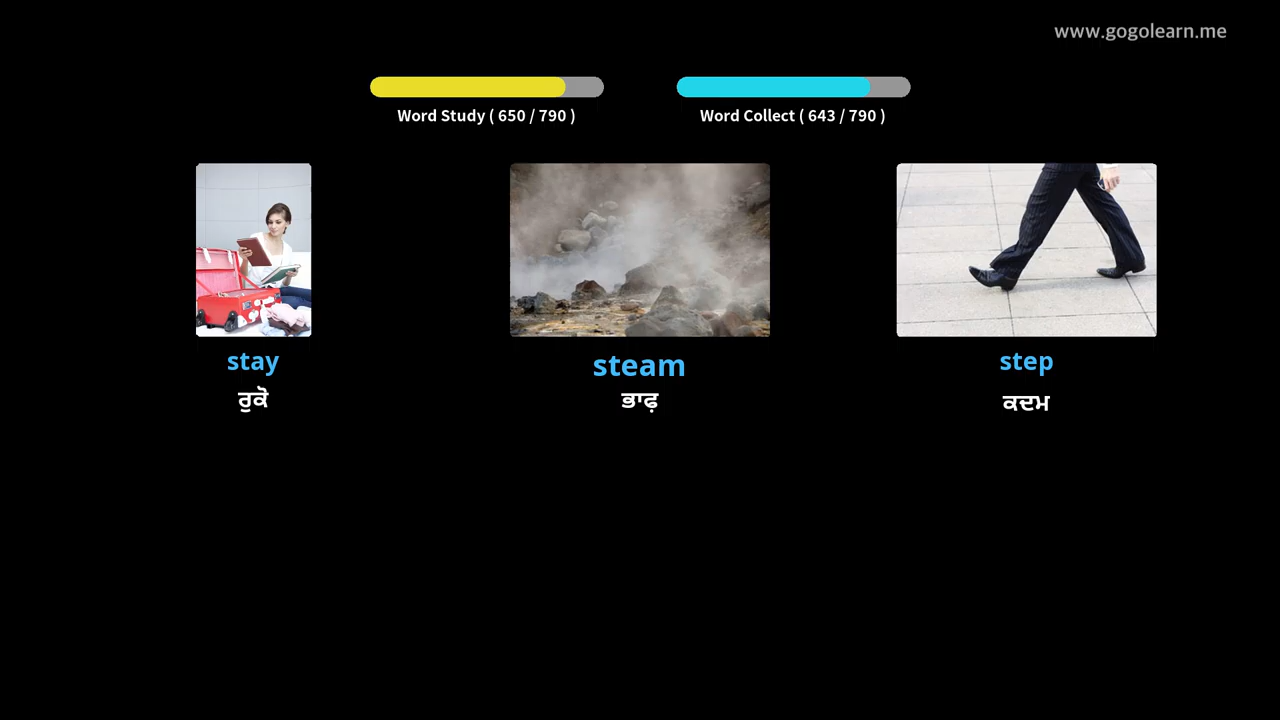 www.gogolearn.me
Word Study ( 650 / 790 )
Word Collect ( 643 / 790 )
stay
steam
step
ਰੁਕੋ
ਭਾਫ਼
ਕਦਮ